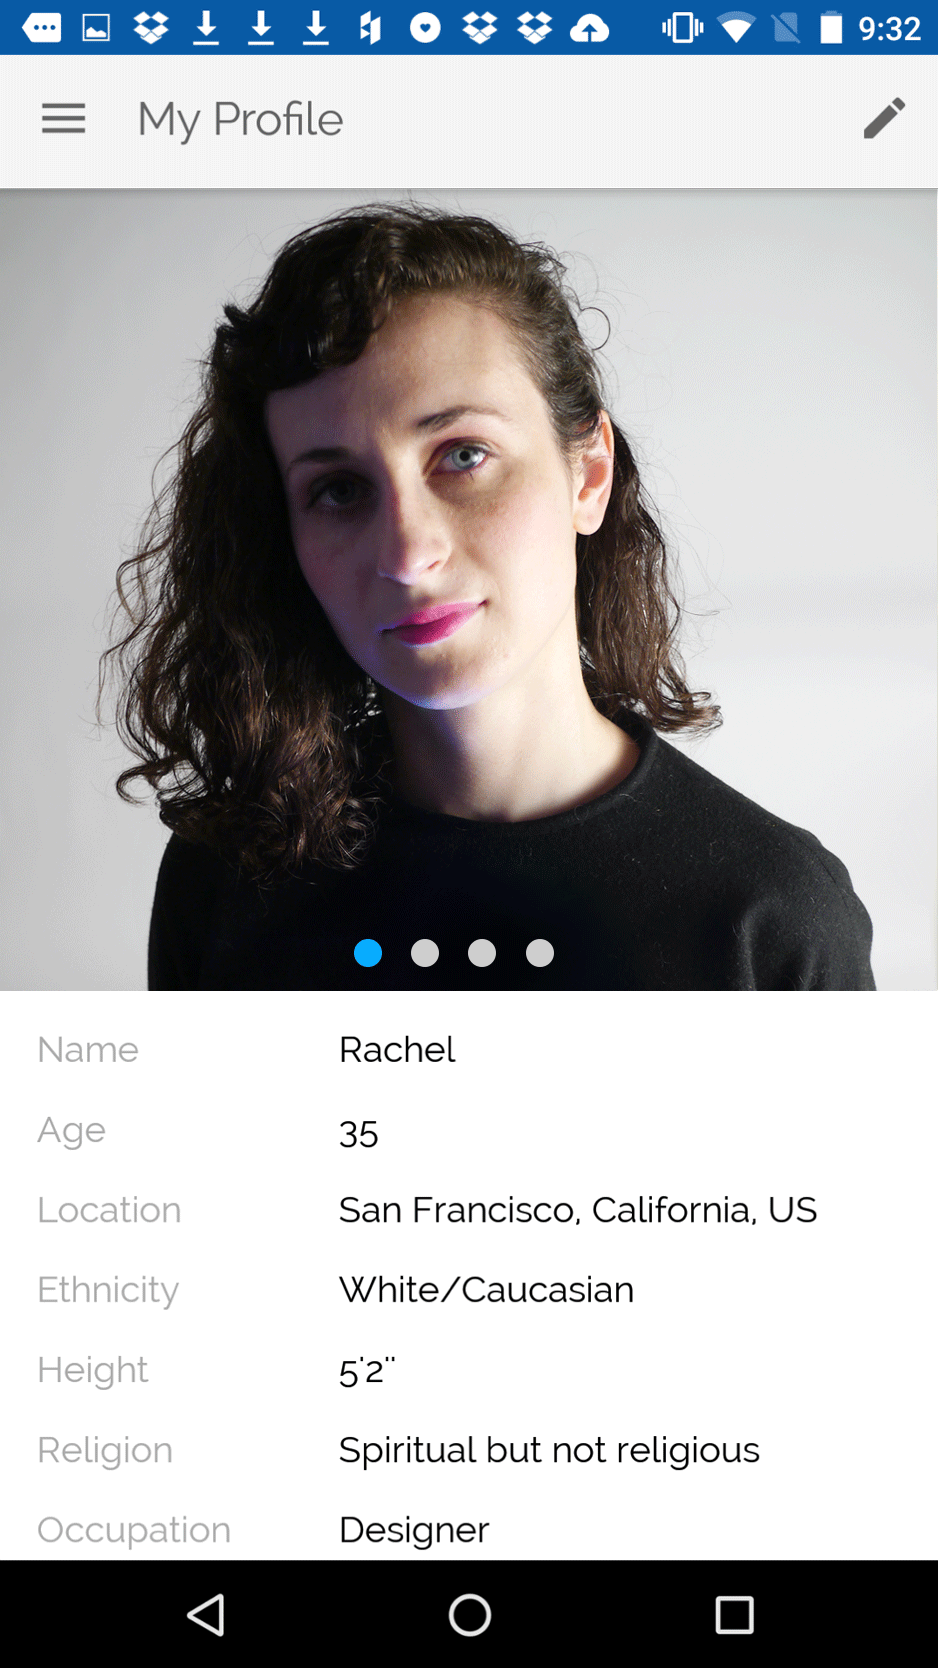 9:32
My Profile
Name Rachel
Age 35
Location San Francisco, California, US
Ethnicity White/Caucasian
Height 5'2"
Religion Spiritual but not religious
Occupation Designer